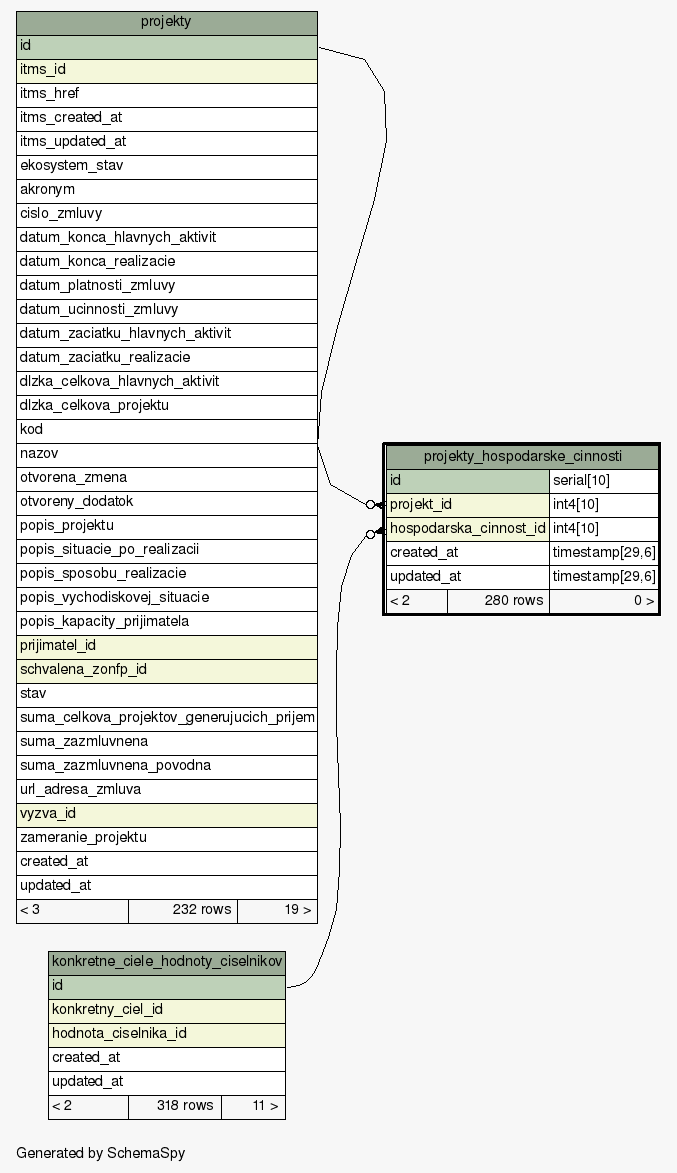 projekty
id
itms_id
itms_href
itms_created_at
itms_updated_at
ekosystem_stav
akronym
cislo_zmluvy
datum_konca_hlavnych_aktivit
datum_konca_realizacie
datum_platnosti_zmluvy
datum_ucinnosti_zmluvy
datum_zaciatku_hlavnych_aktivit
datum_zaciatku_realizacie
dlzka_celkova_hlavnych_aktivit
dlzka_celkova_projektu
kod
nazov
otvorena_zmena
otvoreny_dodatok
popis_projektu
popis_situacie_po_realizacii
popis_sposobu_realizacie
popis_vychodiskovej_situacie
popis_kapacity_prijimatela
prijimatel_id
schvalena_zonfp_id
stav
suma_celkova_projektov_generujucich_prijem
suma_zazmluvnena
suma_zazmluvnena_povodna
url_adresa_zmluva
vyzva_id
zameranie_projektu
created_at
updated_at
< 3 232 rows 19 >
projekty_hospodarske_cinnosti
id serial[10]
projekt_id int4[10]
hospodarska_cinnost_id int4[10]
created_at timestamp[29,6]
updated_at timestamp[29,6]
< 2 280 rows 0 >
konkretne_ciele_hodnoty_ciselnikov
id
konkretny_ciel_id
hodnota_ciselnika_id
created_at
updated_at
< 2 318 rows 11 >
Generated by SchemaSpy